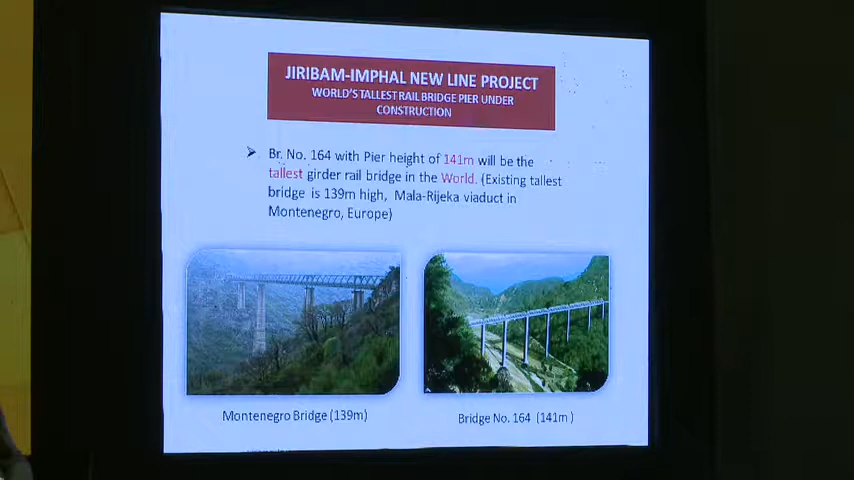 JIRIBAM-IMPHAL NEW LINE PROJECT
WORLD'S TALLEST RAIL BRIDGE PIER UNDER
CONSTRUCTION
➢ Br. No. 164 with Pier height of 141m will be the
tallest girder rail bridge in the World. (Existing tallest
bridge is 139m high, Mala-Rijeka viaduct in
Montenegro, Europe)
Montenegro Bridge (139m)
Bridge No. 164 (141m )